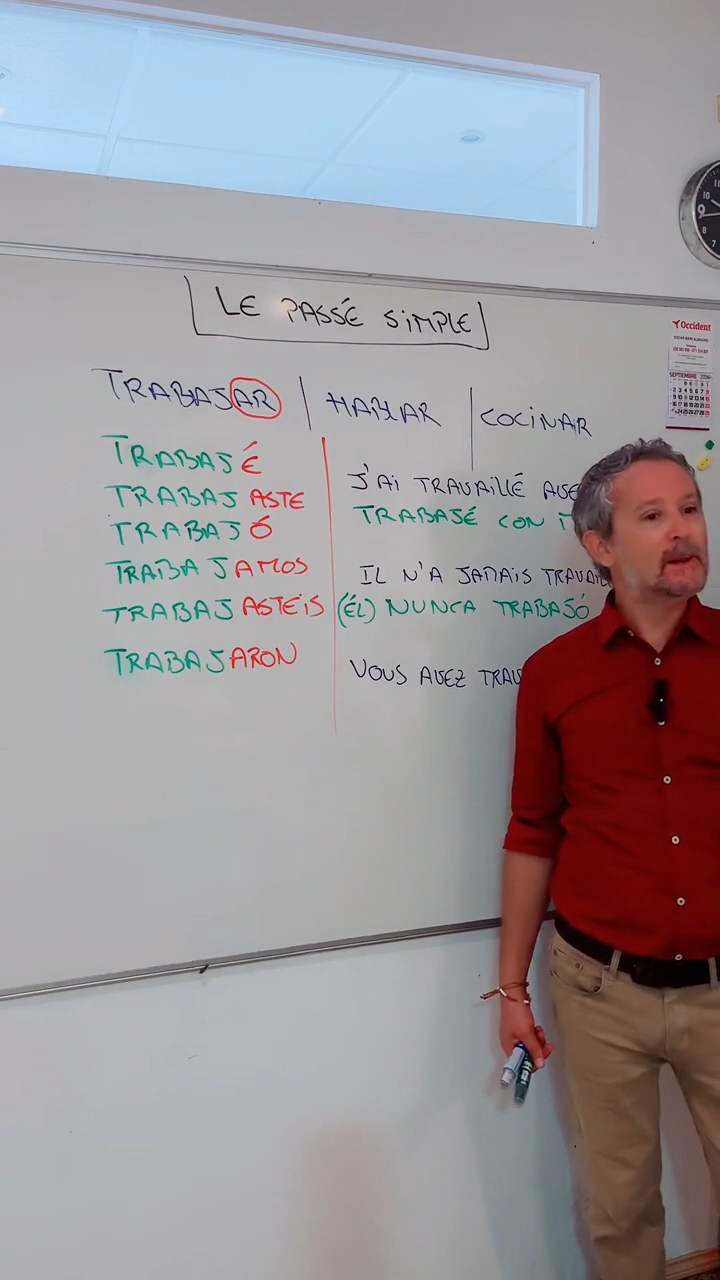 LE PASSÉ SIMPLE
TRABAJAR | HABLAR | COCINAR
TRABAJÉ
TRABAJASTE
TRABAJÓ
TRABAJAMOS
TRABAJASTEIS
TRABAJARON
J'AI TRAVAILLÉ AVEC
TRABAJÉ CON
IL N'A JAMAIS
(ÉL) NUNCA TRABAJÓ
VOUS AVEZ
Occident
SEPTIEMBRE